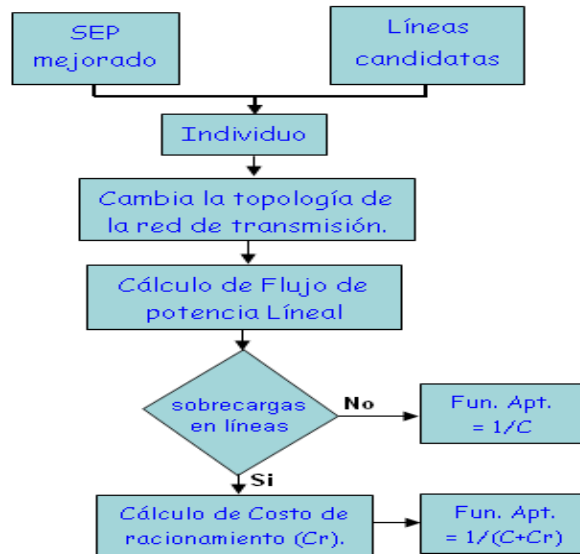 SEP
mejorado
Líneas
candidatas
Individuo
Cambia la topología de
la red de transmisión.
Cálculo de Flujo de
potencia Líneal
sobrecargas
en líneas
No
Fun. Apt.
= 1/C
Si
Cálculo de Costo de
racionamiento (Cr).
Fun. Apt.
= 1/(C+Cr)